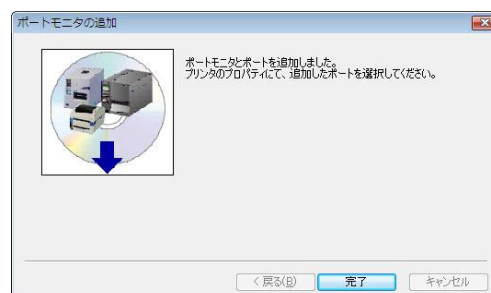 ポートモニタの追加
ポートモニタとポートを追加しました。
プリンタのプロパティにて、追加したポートを選択してください。
< 戻る(B)
完了
キャンセル